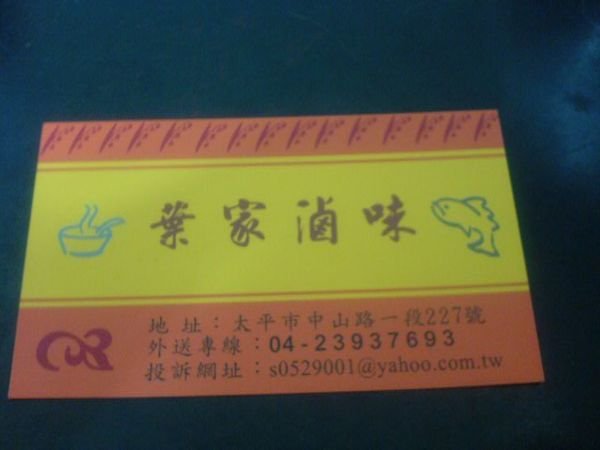 葉家滷味
地址：太平市中山路一段227號
外送專線：04-23937693
投訴網址：s0529001@yahoo.com.tw